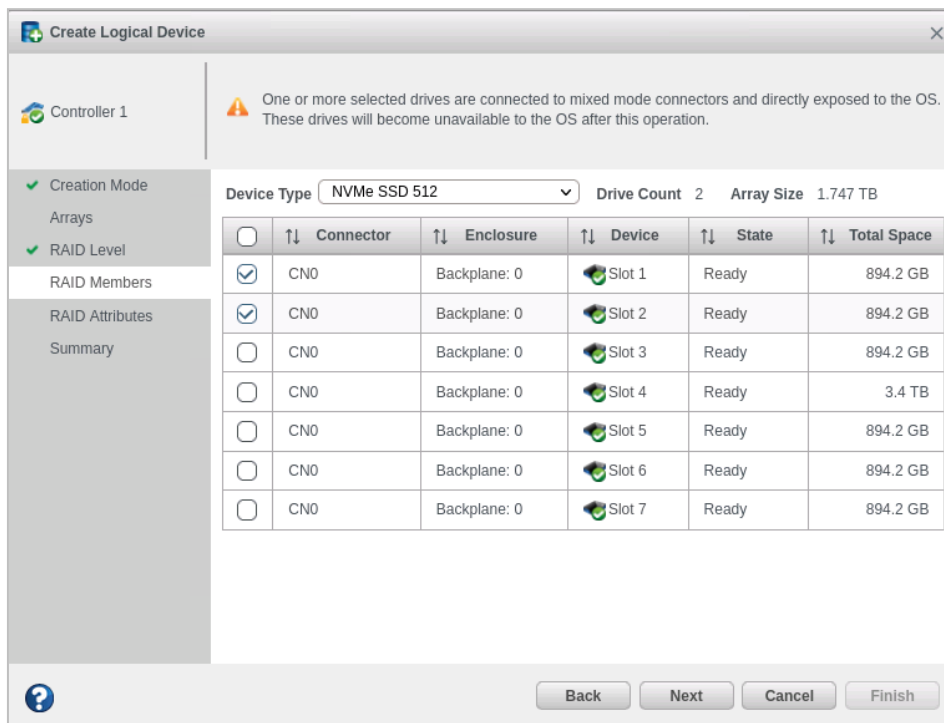 Create Logical Device
Controller 1
One or more selected drives are connected to mixed mode connectors and directly exposed to the OS.
These drives will become unavailable to the OS after this operation.
Creation Mode
Arrays
RAID Level
RAID Members
RAID Attributes
Summary
Device Type NVMe SSD 512 Drive Count 2 Array Size 1.747 TB
Connector Enclosure Device State Total Space
CN0 Backplane: 0 Slot 1 Ready 894.2 GB
CN0 Backplane: 0 Slot 2 Ready 894.2 GB
CN0 Backplane: 0 Slot 3 Ready 894.2 GB
CN0 Backplane: 0 Slot 4 Ready 3.4 TB
CN0 Backplane: 0 Slot 5 Ready 894.2 GB
CN0 Backplane: 0 Slot 6 Ready 894.2 GB
CN0 Backplane: 0 Slot 7 Ready 894.2 GB
? Back Next Cancel Finish